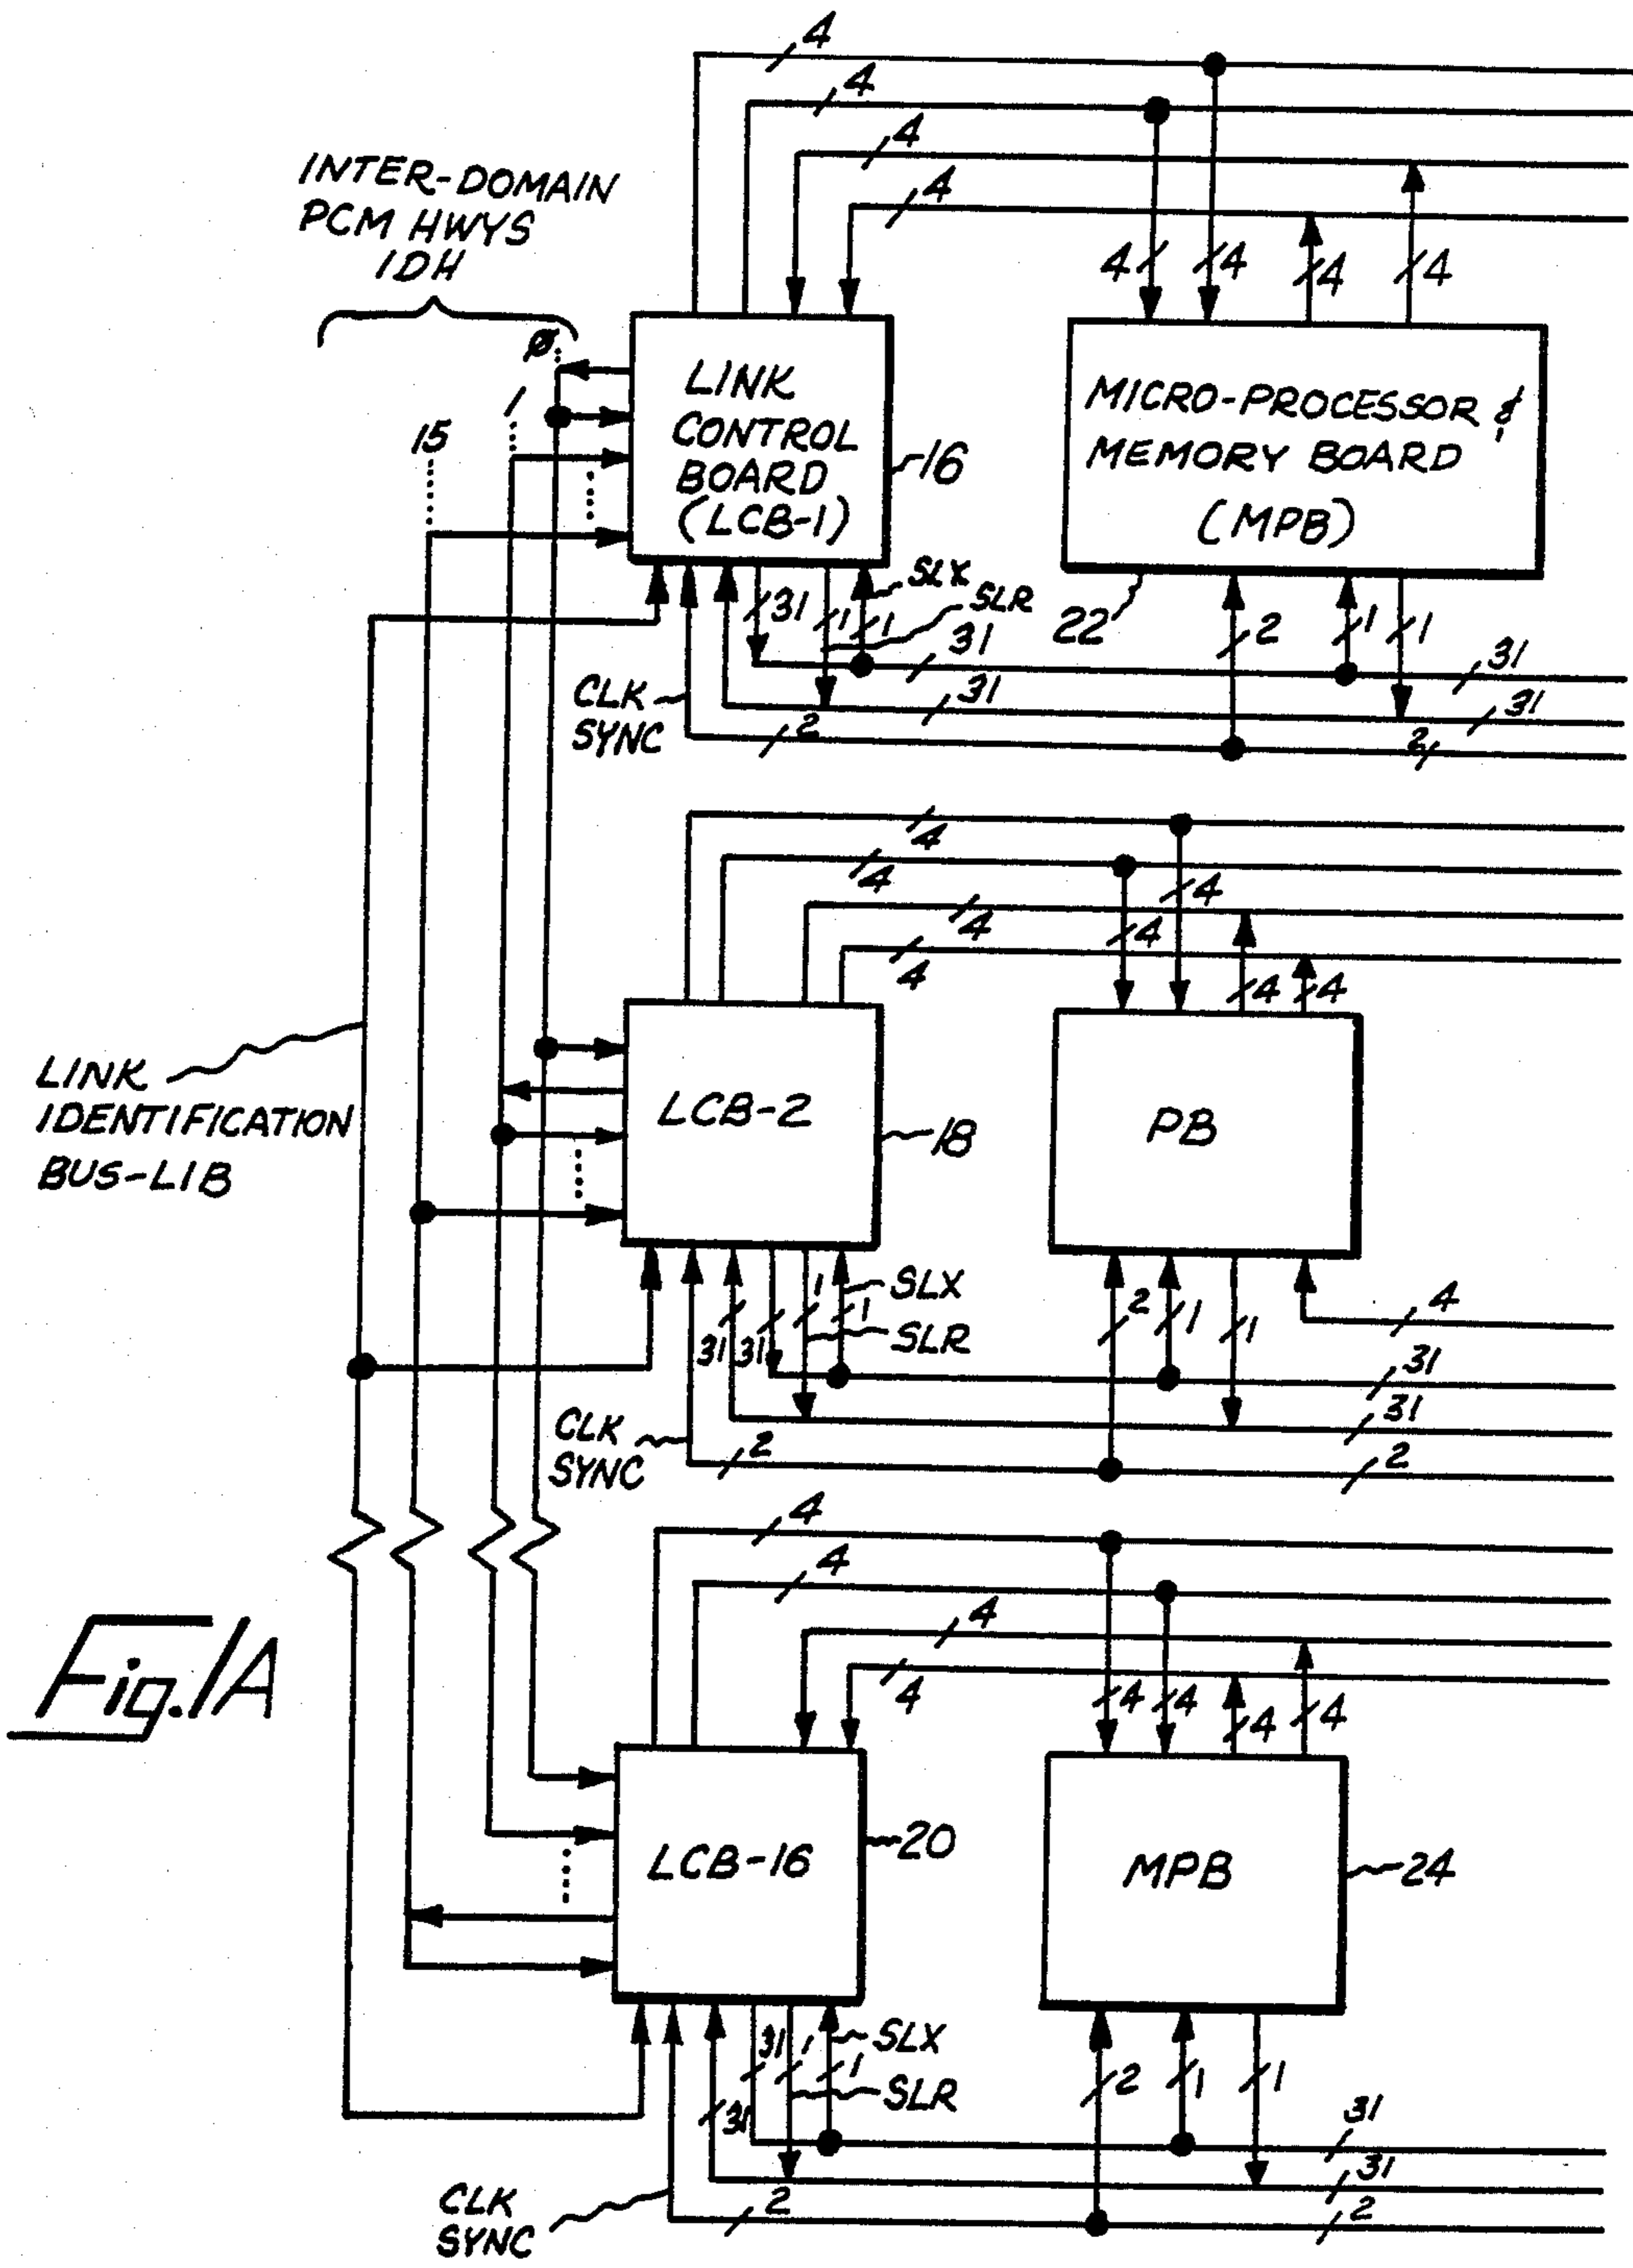 4
4
4
4
INTER-DOMAIN
PCM HWYS
IDH
4 4 4 4
Ø
1
15
LINK
CONTROL
BOARD
(LCB-1)
16
MICRO-PROCESSOR &
MEMORY BOARD
(MPB)
22
SLX
SLR
31 1 1
2 1 1
31 31
CLK
SYNC
31 31
2 2
4
4
4
4
4 4 4 4
LINK
IDENTIFICATION
BUS-LIB
LCB-2
18
PB
SLX
SLR
31 31 1 1
2 1 1
4
31
31
CLK
SYNC
2 2
4
4
4
4
4 4 4 4
Fig. 1A
LCB-16
20
MPB
24
SLX
SLR
31 31 1 1
2 1 1
31
31
CLK
SYNC
2 2